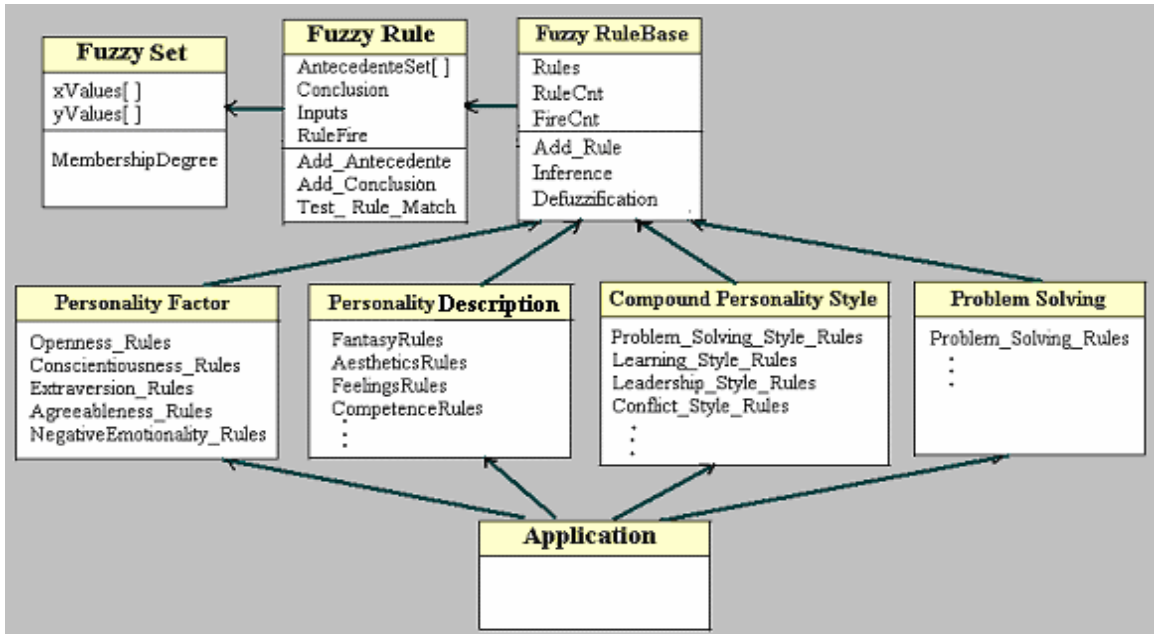 Fuzzy Set
xValues[ ]
yValues[ ]
MembershipDegree
Fuzzy Rule
AntecedenteSet[ ]
Conclusion
Inputs
RuleFire
Add_Antecedente
Add_Conclusion
Test_ Rule_Match
Fuzzy RuleBase
Rules
RuleCnt
FireCnt
Add_Rule
Inference
Defuzzification
Personality Factor
Openness_Rules
Conscientiousness_Rules
Extraversion_Rules
Agreeableness_Rules
NegativeEmotionality_Rules
Personality Description
FantasyRules
AestheticsRules
FeelingsRules
CompetenceRules
Compound Personality Style
Problem_Solving_Style_Rules
Learning_Style_Rules
Leadership_Style_Rules
Conflict_Style_Rules
Problem Solving
Problem_Solving_Rules
Application